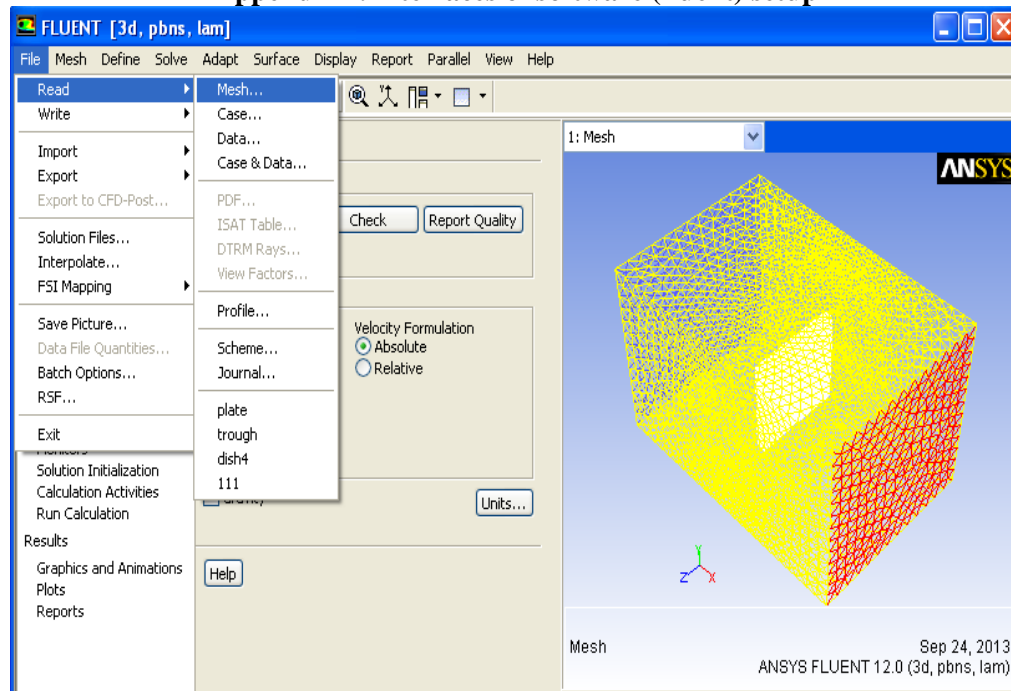 FLUENT [3d, pbns, lam]
File Mesh Define Solve Adapt Surface Display Report Parallel View Help
Read
Write
Import
Export
Export to CFD-Post...
Solution Files...
Interpolate...
FSI Mapping
Save Picture...
Data File Quantities...
Batch Options...
RSF...
Exit
Mesh...
Case...
Data...
Case & Data...
PDF...
ISAT Table...
DTRM Rays...
View Factors...
Profile...
Scheme...
Journal...
plate
trough
dish4
111
Check
Report Quality
Velocity Formulation
Absolute
Relative
Units...
Solution Initialization
Calculation Activities
Run Calculation
Results
Graphics and Animations
Plots
Reports
Help
1: Mesh
ANSYS
Y
Z X
Mesh
Sep 24, 2013
ANSYS FLUENT 12.0 (3d, pbns, lam)